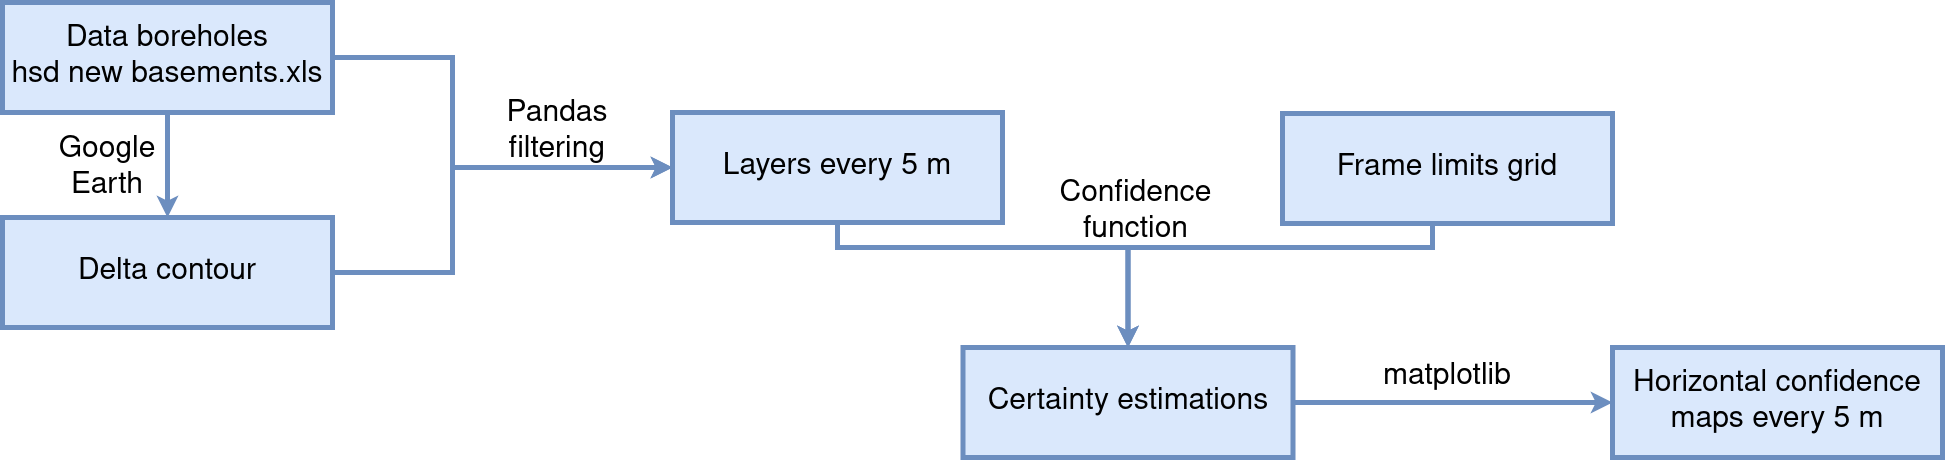 Data boreholes
hsd new basements.xls
Google
Earth
Delta contour
Pandas
filtering
Layers every 5 m
Frame limits grid
Confidence
function
Certainty estimations
matplotlib
Horizontal confidence
maps every 5 m